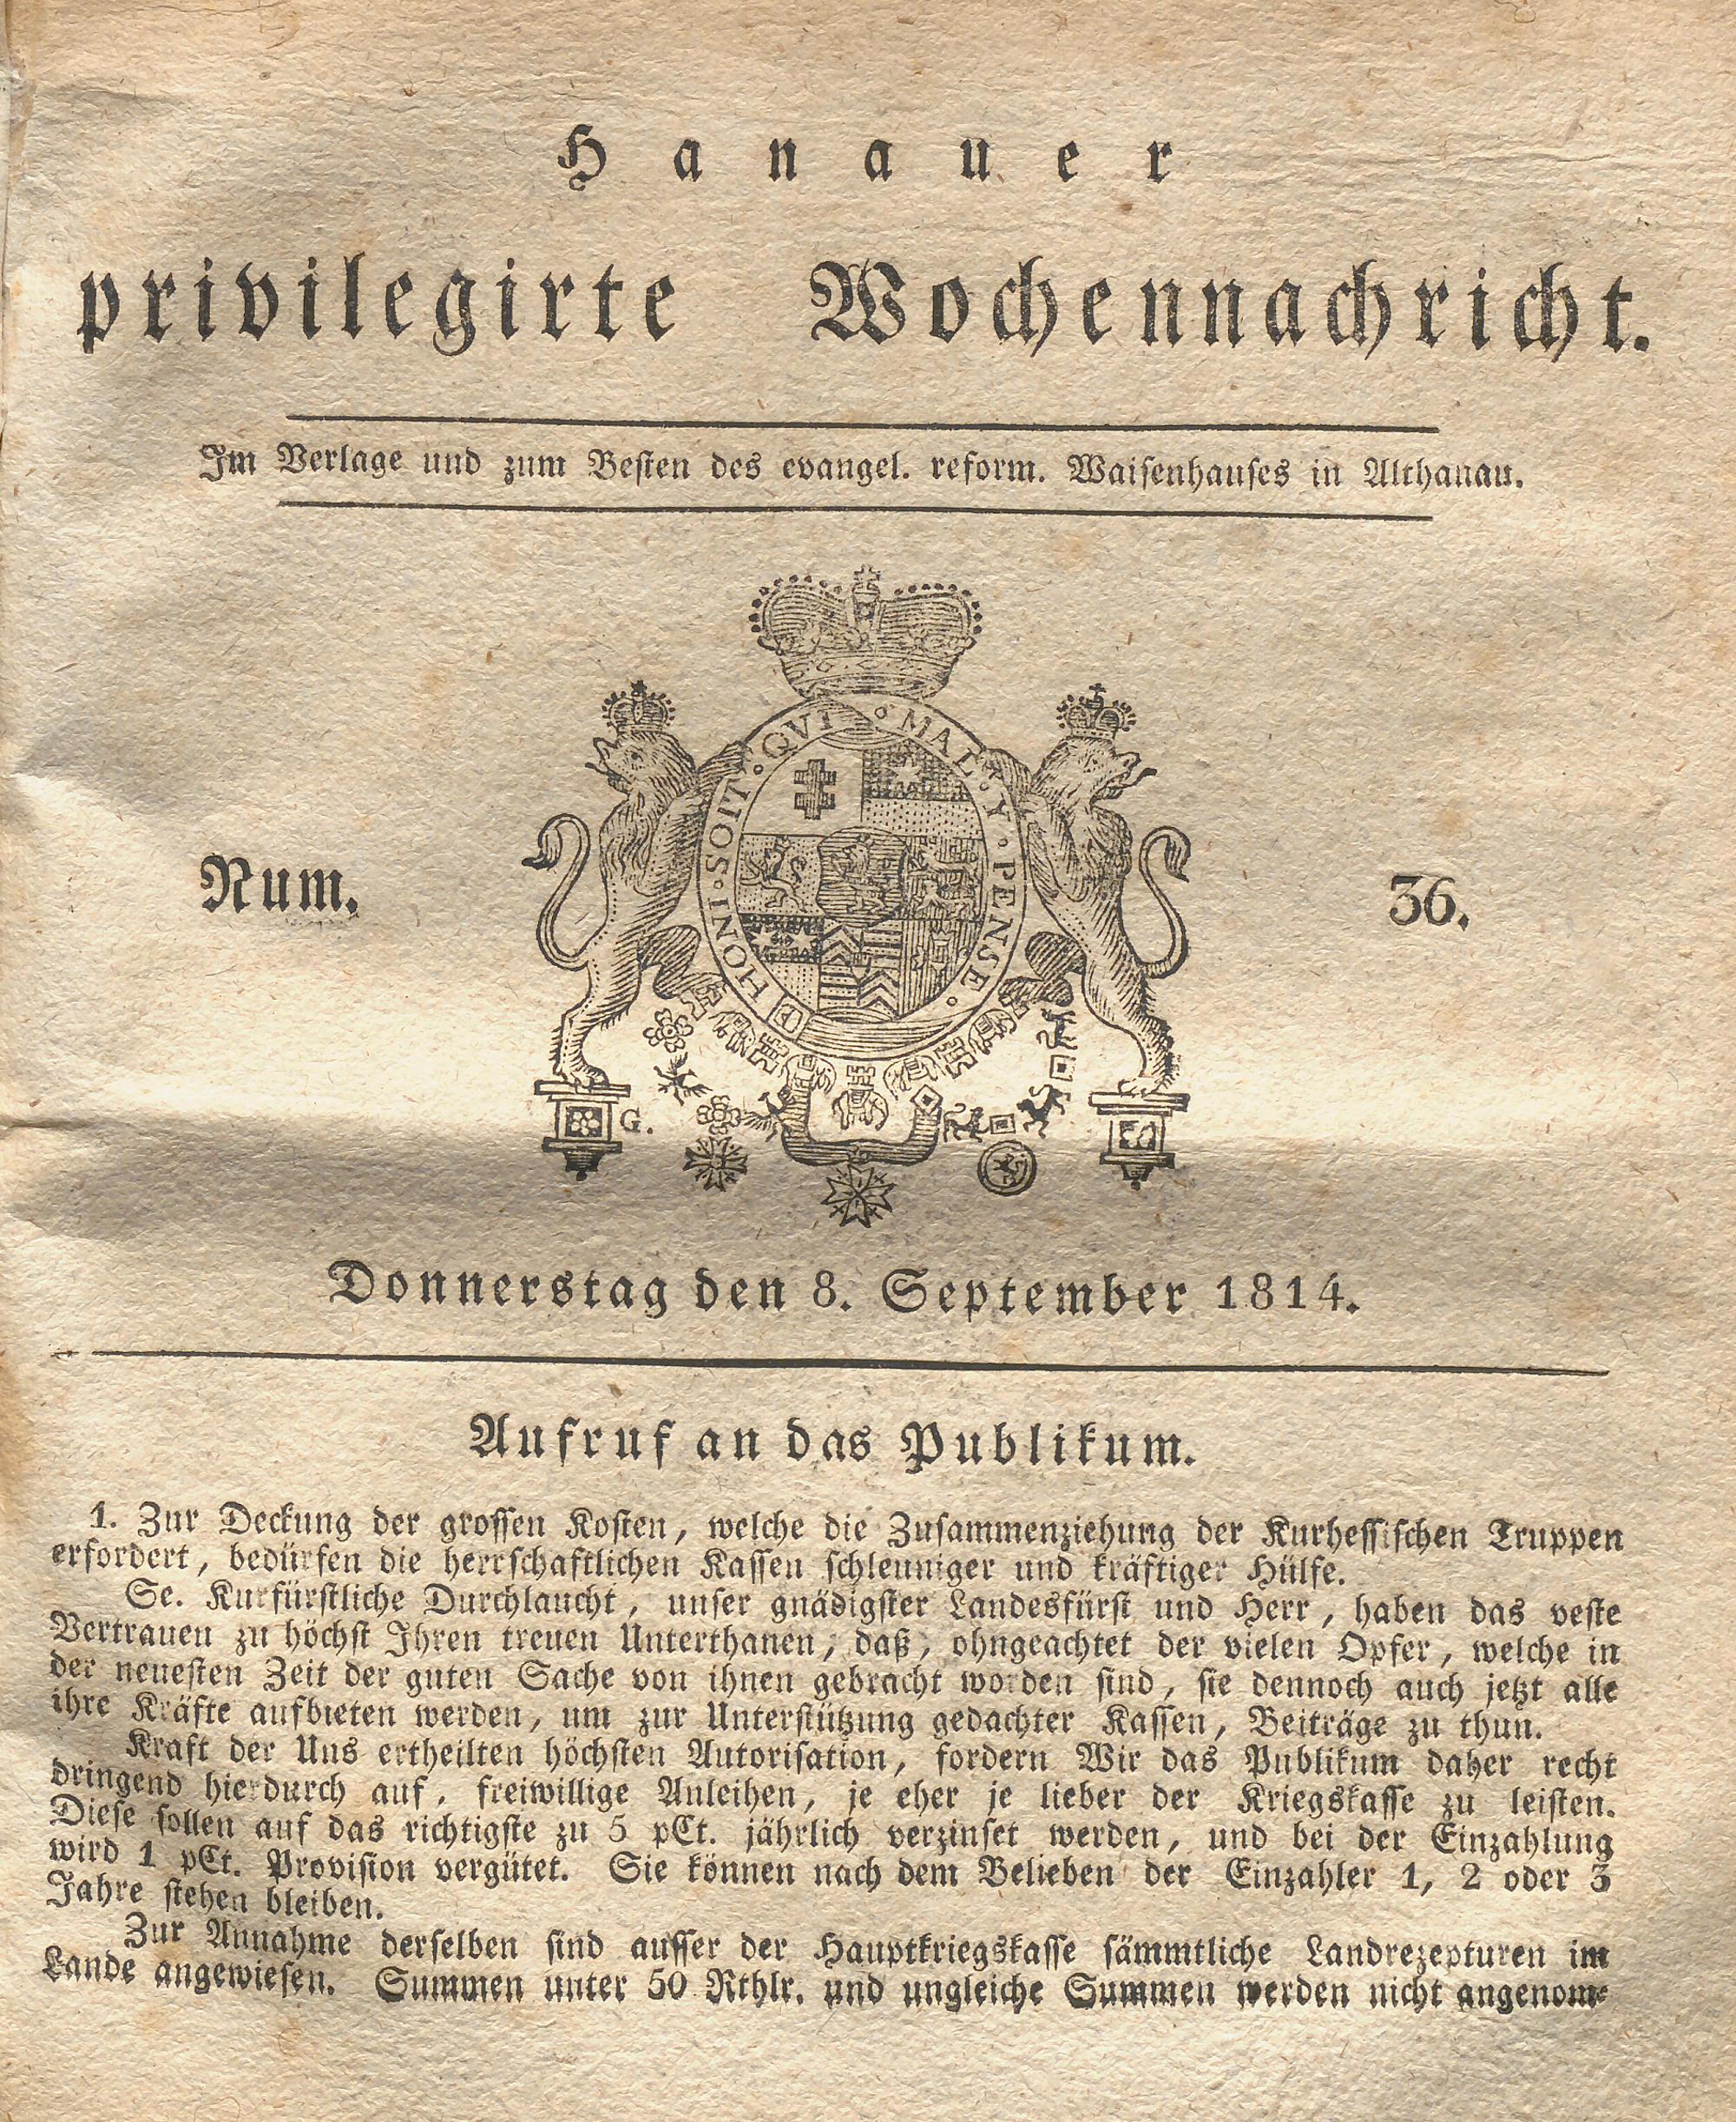 Hanauer
privilegirte Wochennachricht.
Im Verlage und zum Besten des evangel. reform. Waisenhauses in Althanau.
HONI · SOIT · QVI · MAL · Y · PENSE ·
Num. 36.
G.
Donnerstag den 8. September 1814.
Aufruf an das Publikum.
1. Zur Deckung der grossen Kosten, welche die Zusammenziehung der Kurhessischen Truppen
erfordert, bedürfen die herrschaftlichen Kassen schleuniger und kräftiger Hülfe.
Se. Kurfürstliche Durchlaucht, unser gnädigster Landesfürst und Herr, haben das veste
Vertrauen zu höchst Ihren treuen Unterthanen, daß, ohngeachtet der vielen Opfer, welche in
der neuesten Zeit der guten Sache von ihnen gebracht worden sind, sie dennoch auch jetzt alle
ihre Kräfte aufbieten werden, um zur Unterstützung gedachter Kassen, Beiträge zu thun.
Kraft der Uns ertheilten höchsten Autorisation, fordern Wir das Publikum daher recht
dringend hierdurch auf, freiwillige Anleihen, je eher je lieber der Kriegskasse zu leisten.
Diese sollen auf das richtigste zu 5 pCt. jährlich verzinset werden, und bei der Einzahlung
wird 1 pCt. Provision vergütet. Sie können nach dem Belieben der Einzahler 1, 2 oder 3
Jahre stehen bleiben.
Zur Annahme derselben sind ausser der Hauptkriegskasse sämmtliche Landrezepturen im
Lande angewiesen. Summen unter 50 Rthlr. und ungleiche Summen werden nicht angenom-